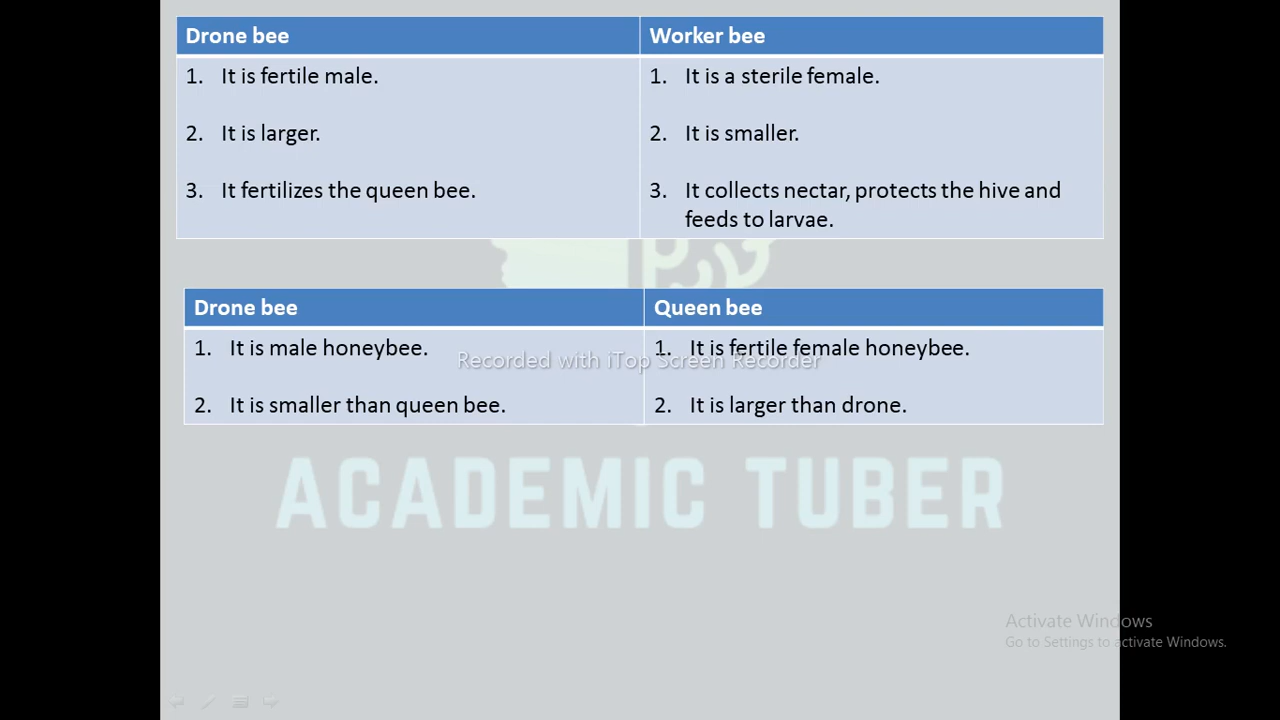 Drone bee
Worker bee
1. It is fertile male.
1. It is a sterile female.
2. It is larger.
2. It is smaller.
3. It fertilizes the queen bee.
3. It collects nectar, protects the hive and
feeds to larvae.
Drone bee
Queen bee
1. It is male honeybee.
1. It is fertile female honeybee.
Recorded with iTop Screen Recorder
2. It is smaller than queen bee.
2. It is larger than drone.
ACADEMIC TUBER
Activate Windows
Go to Settings to activate Windows.